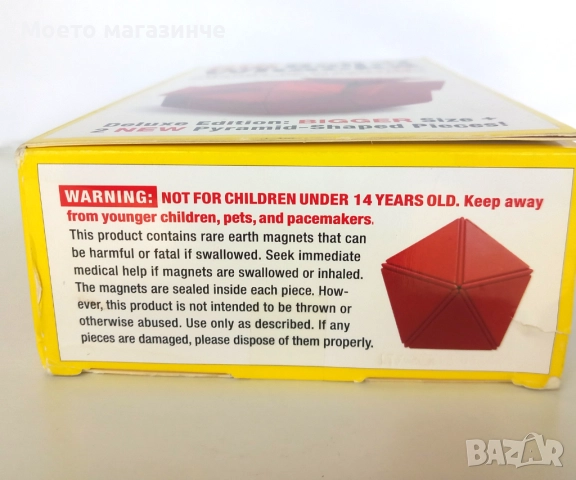 Моето магазинче
Deluxe Edition: BIGGER Size +
2 NEW Pyramid-Shaped Pieces!
WARNING: NOT FOR CHILDREN UNDER 14 YEARS OLD. Keep away
from younger children, pets, and pacemakers.
This product contains rare earth magnets that can
be harmful or fatal if swallowed. Seek immediate
medical help if magnets are swallowed or inhaled.
The magnets are sealed inside each piece. How-
ever, this product is not intended to be thrown or
otherwise abused. Use only as described. If any
pieces are damaged, please dispose of them properly.
BAZAR